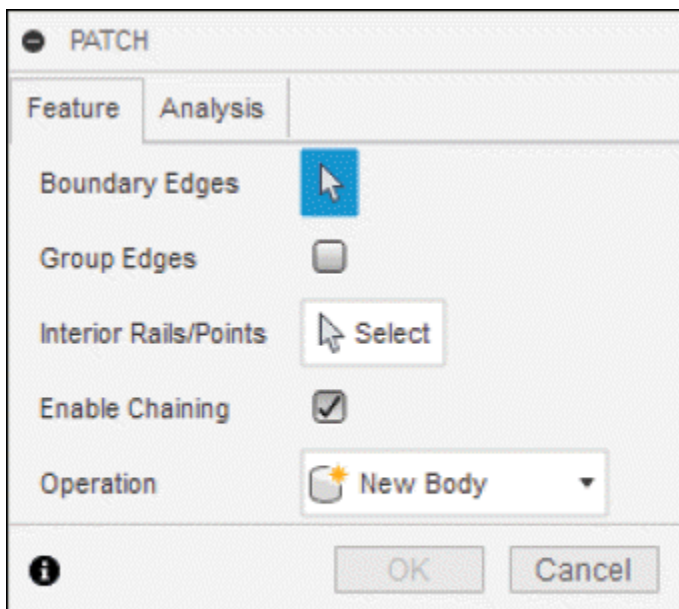 PATCH
Feature Analysis
Boundary Edges
Group Edges
Interior Rails/Points Select
Enable Chaining
Operation New Body
OK Cancel